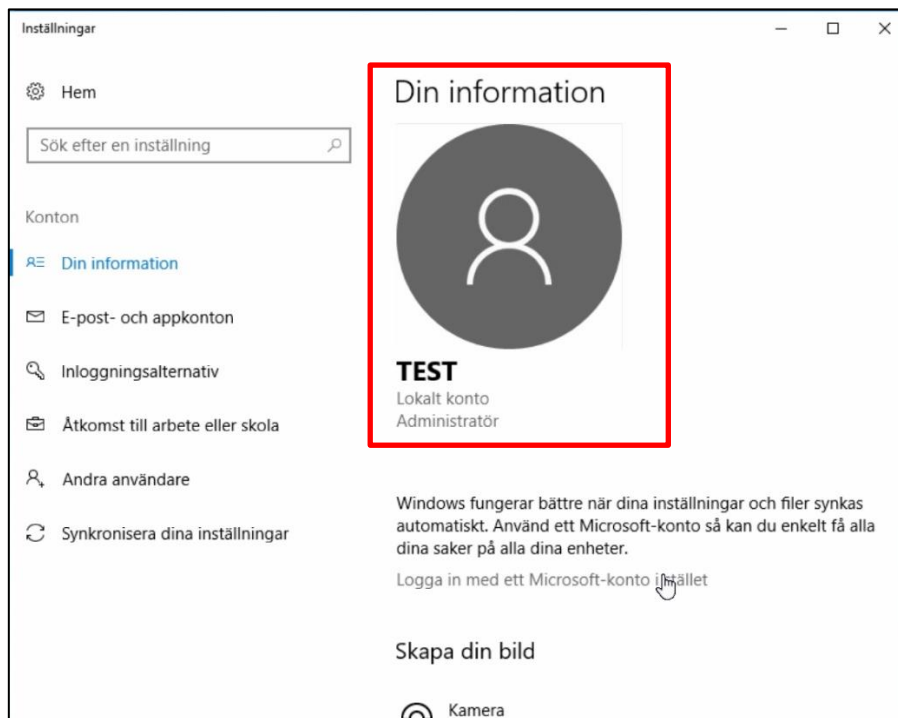 Inställningar
Hem
Sök efter en inställning
Konton
Din information
E-post- och appkonton
Inloggningsalternativ
Åtkomst till arbete eller skola
Andra användare
Synkronisera dina inställningar
Din information
TEST
Lokalt konto
Administratör
Windows fungerar bättre när dina inställningar och filer synkas
automatiskt. Använd ett Microsoft-konto så kan du enkelt få alla
dina saker på alla dina enheter.
Logga in med ett Microsoft-konto istället
Skapa din bild
Kamera